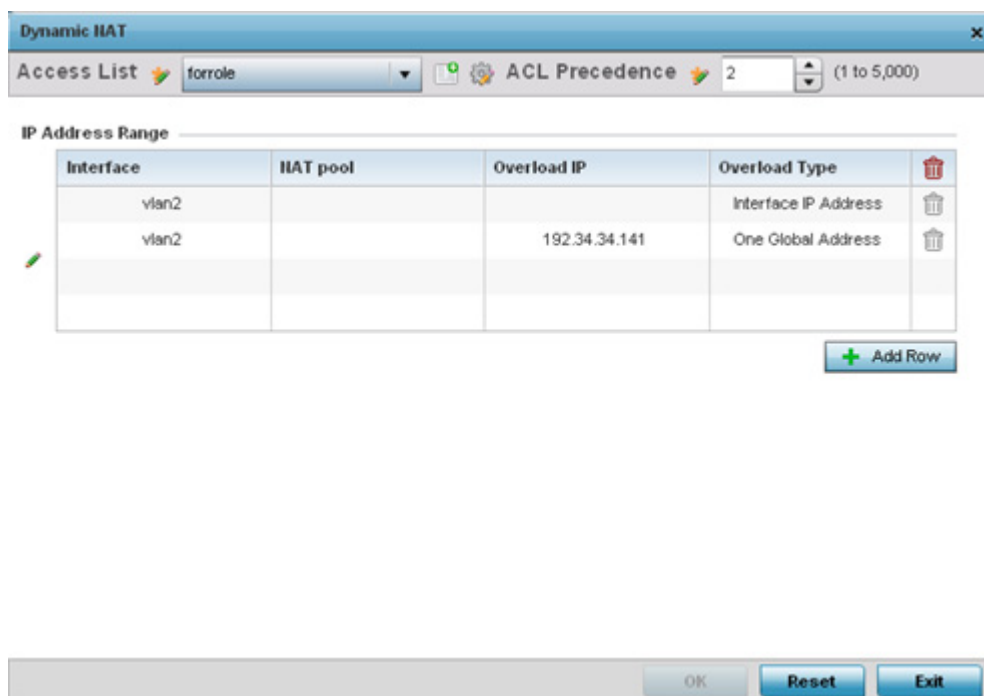 Dynamic NAT
Access List forrole ACL Precedence 2 (1 to 5,000)
IP Address Range
Interface NAT pool Overload IP Overload Type
vlan2 Interface IP Address
vlan2 192.34.34.141 One Global Address
Add Row
OK Reset Exit